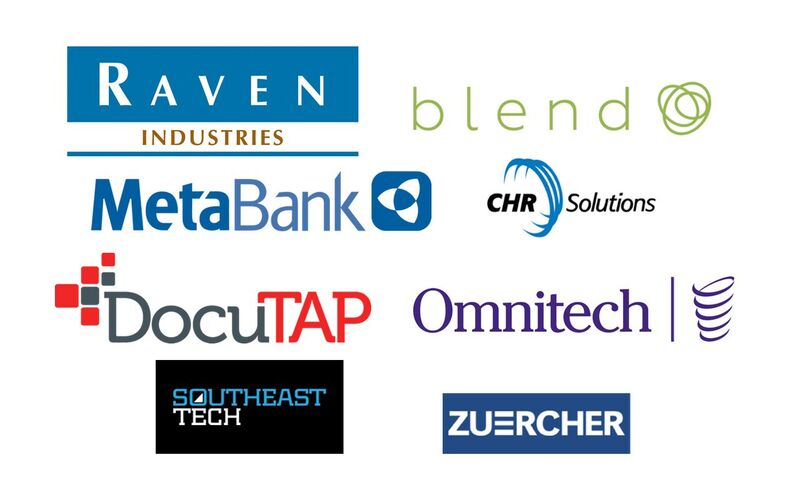 RAVEN
INDUSTRIES
blend
MetaBank
CHR Solutions
DocuTAP
Omnitech
SOUTHEAST
TECH
ZUERCHER